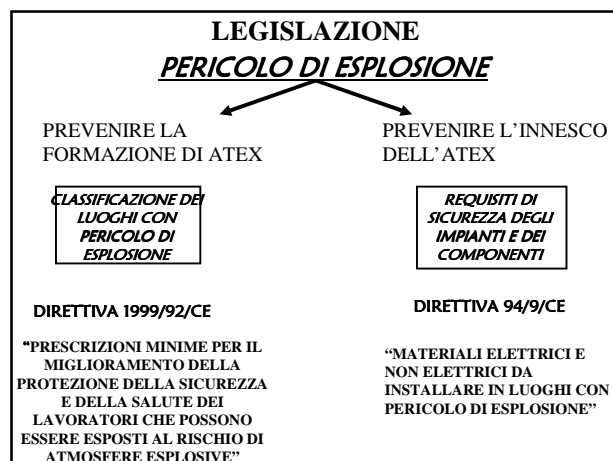 LEGISLAZIONE
PERICOLO DI ESPLOSIONE
PREVENIRE LA
FORMAZIONE DI ATEX
CLASSIFICAZIONE DEI
LUOGHI CON
PERICOLO DI
ESPLOSIONE
DIRETTIVA 1999/92/CE
“PRESCRIZIONI MINIME PER IL
MIGLIORAMENTO DELLA
PROTEZIONE DELLA SICUREZZA
E DELLA SALUTE DEI
LAVORATORI CHE POSSONO
ESSERE ESPOSTI AL RISCHIO DI
ATMOSFERE ESPLOSIVE”
PREVENIRE L’INNESCO
DELL’ATEX
REQUISITI DI
SICUREZZA DEGLI
IMPIANTI E DEI
COMPONENTI
DIRETTIVA 94/9/CE
“MATERIALI ELETTRICI E
NON ELETTRICI DA
INSTALLARE IN LUOGHI CON
PERICOLO DI ESPLOSIONE”